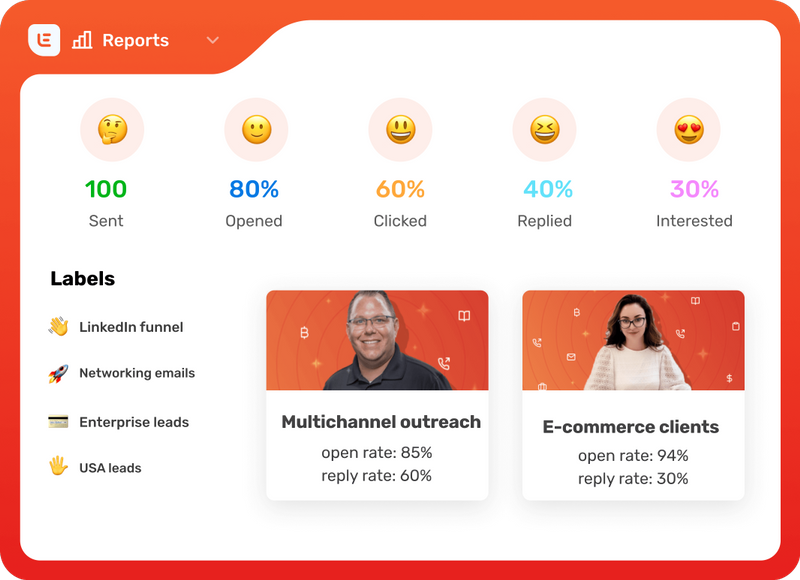 LE
Reports
100
80%
60%
40%
30%
Sent
Opened
Clicked
Replied
Interested
Labels
LinkedIn funnel
Networking emails
Enterprise leads
USA leads
Multichannel outreach
open rate: 85%
reply rate: 60%
E-commerce clients
open rate: 94%
reply rate: 30%